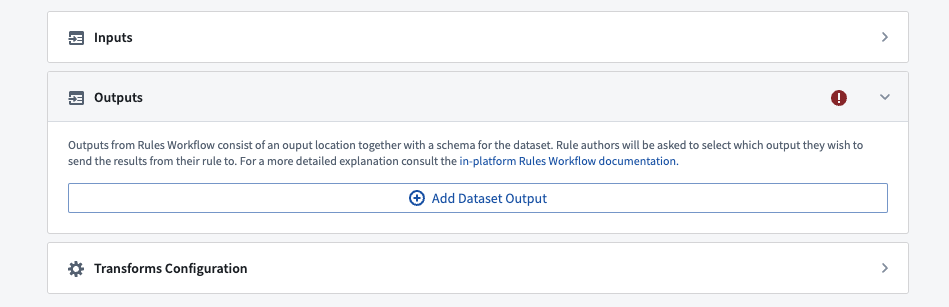 Inputs
Outputs
Outputs from Rules Workflow consist of an ouput location together with a schema for the dataset. Rule authors will be asked to select which output they wish to
send the results from their rule to. For a more detailed explanation consult the in-platform Rules Workflow documentation.
Add Dataset Output
Transforms Configuration